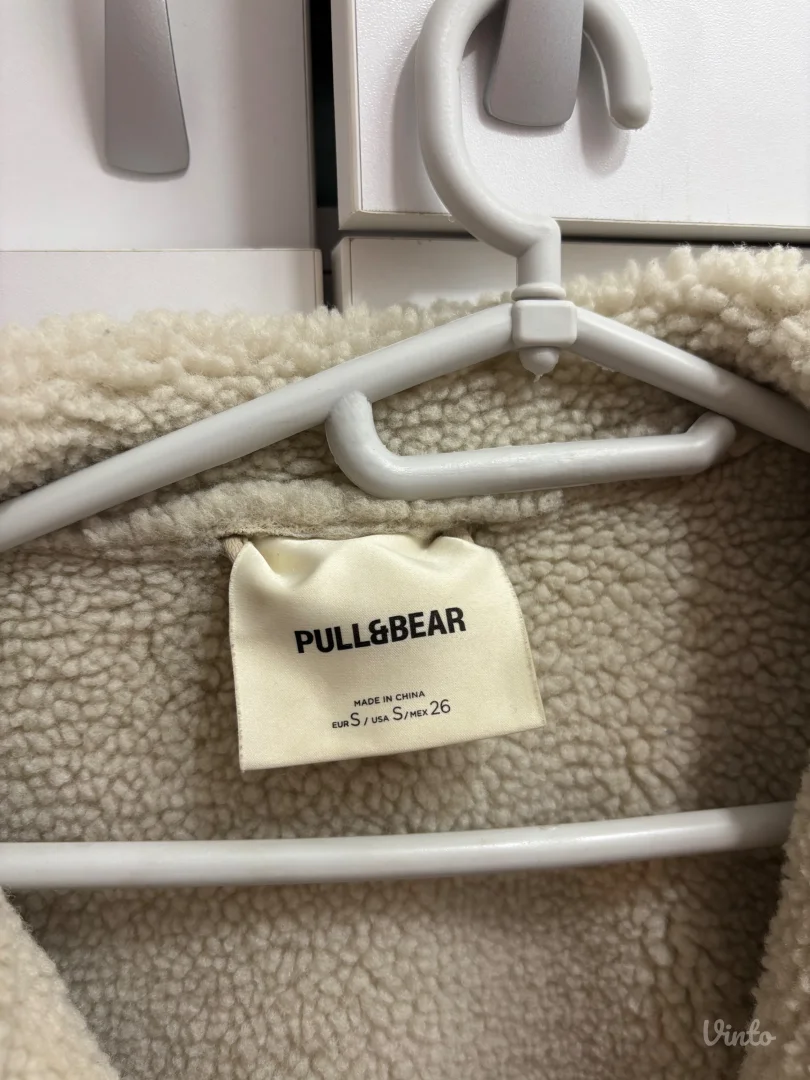 PULL&BEAR
MADE IN CHINA
EUR S / USA S/MEX 26
Vinto